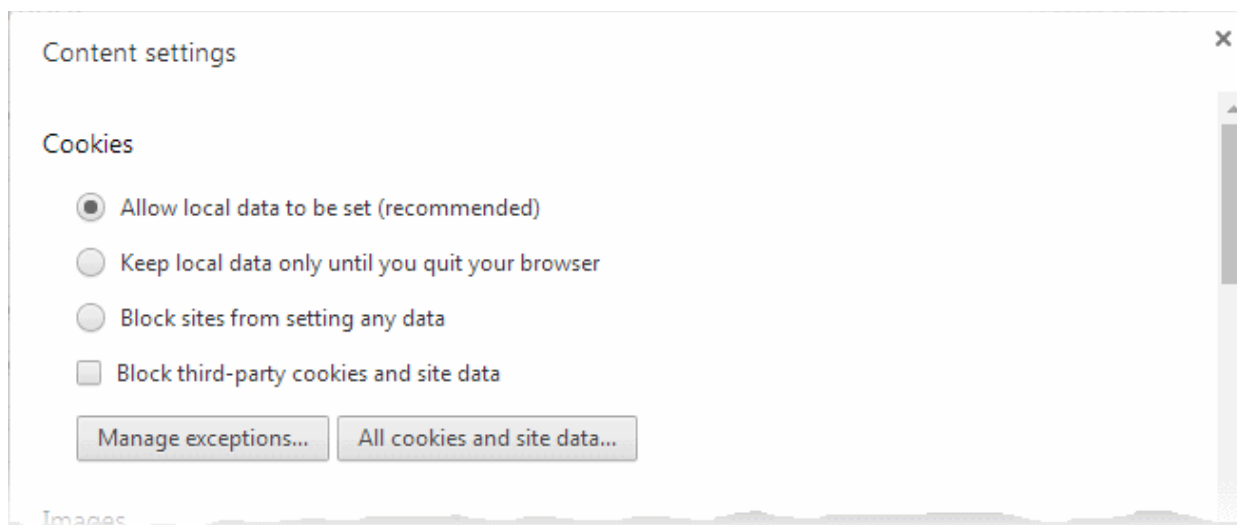 Content settings
Cookies
Allow local data to be set (recommended)
Keep local data only until you quit your browser
Block sites from setting any data
Block third-party cookies and site data
Manage exceptions...
All cookies and site data...
Images